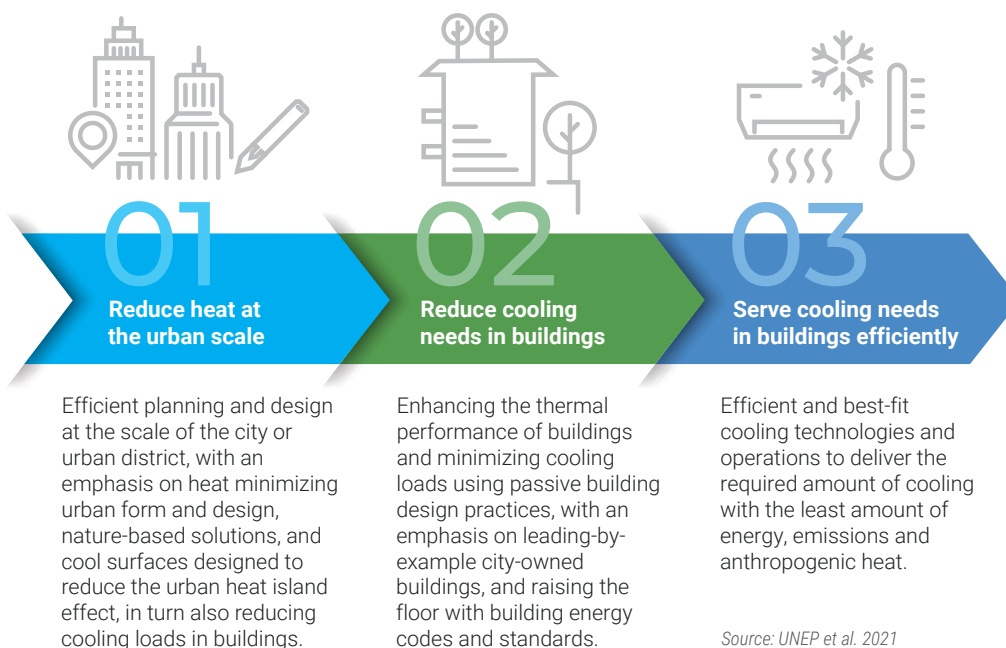 01
Reduce heat at
the urban scale
Efficient planning and design
at the scale of the city or
urban district, with an
emphasis on heat minimizing
urban form and design,
nature-based solutions, and
cool surfaces designed to
reduce the urban heat island
effect, in turn also reducing
cooling loads in buildings.
02
Reduce cooling
needs in buildings
Enhancing the thermal
performance of buildings
and minimizing cooling
loads using passive building
design practices, with an
emphasis on leading-by-
example city-owned
buildings, and raising the
floor with building energy
codes and standards.
03
Serve cooling needs
in buildings efficiently
Efficient and best-fit
cooling technologies and
operations to deliver the
required amount of cooling
with the least amount of
energy, emissions and
anthropogenic heat.
Source: UNEP et al. 2021